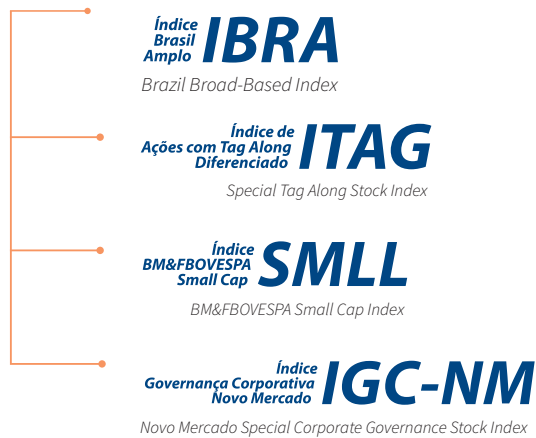 Índice
Brasil
Amplo
IBRA
Brazil Broad-Based Index
Índice de
Ações com Tag Along
Diferenciado
ITAG
Special Tag Along Stock Index
Índice
BM&FBOVESPA
Small Cap
SMLL
BM&FBOVESPA Small Cap Index
Índice
Governança Corporativa
Novo Mercado
IGC-NM
Novo Mercado Special Corporate Governance Stock Index